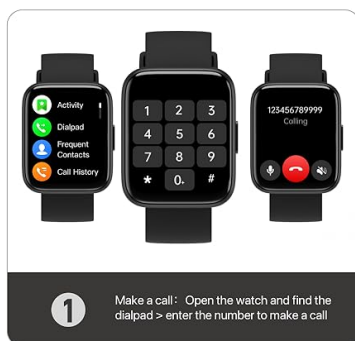 Activity
Dialpad
Frequent
Contacts
Call History
1 2 3
4 5 6
7 8 9
* 0. #
123456789999
Colling
1
Make a call: Open the watch and find the
dialpad > enter the number to make a call